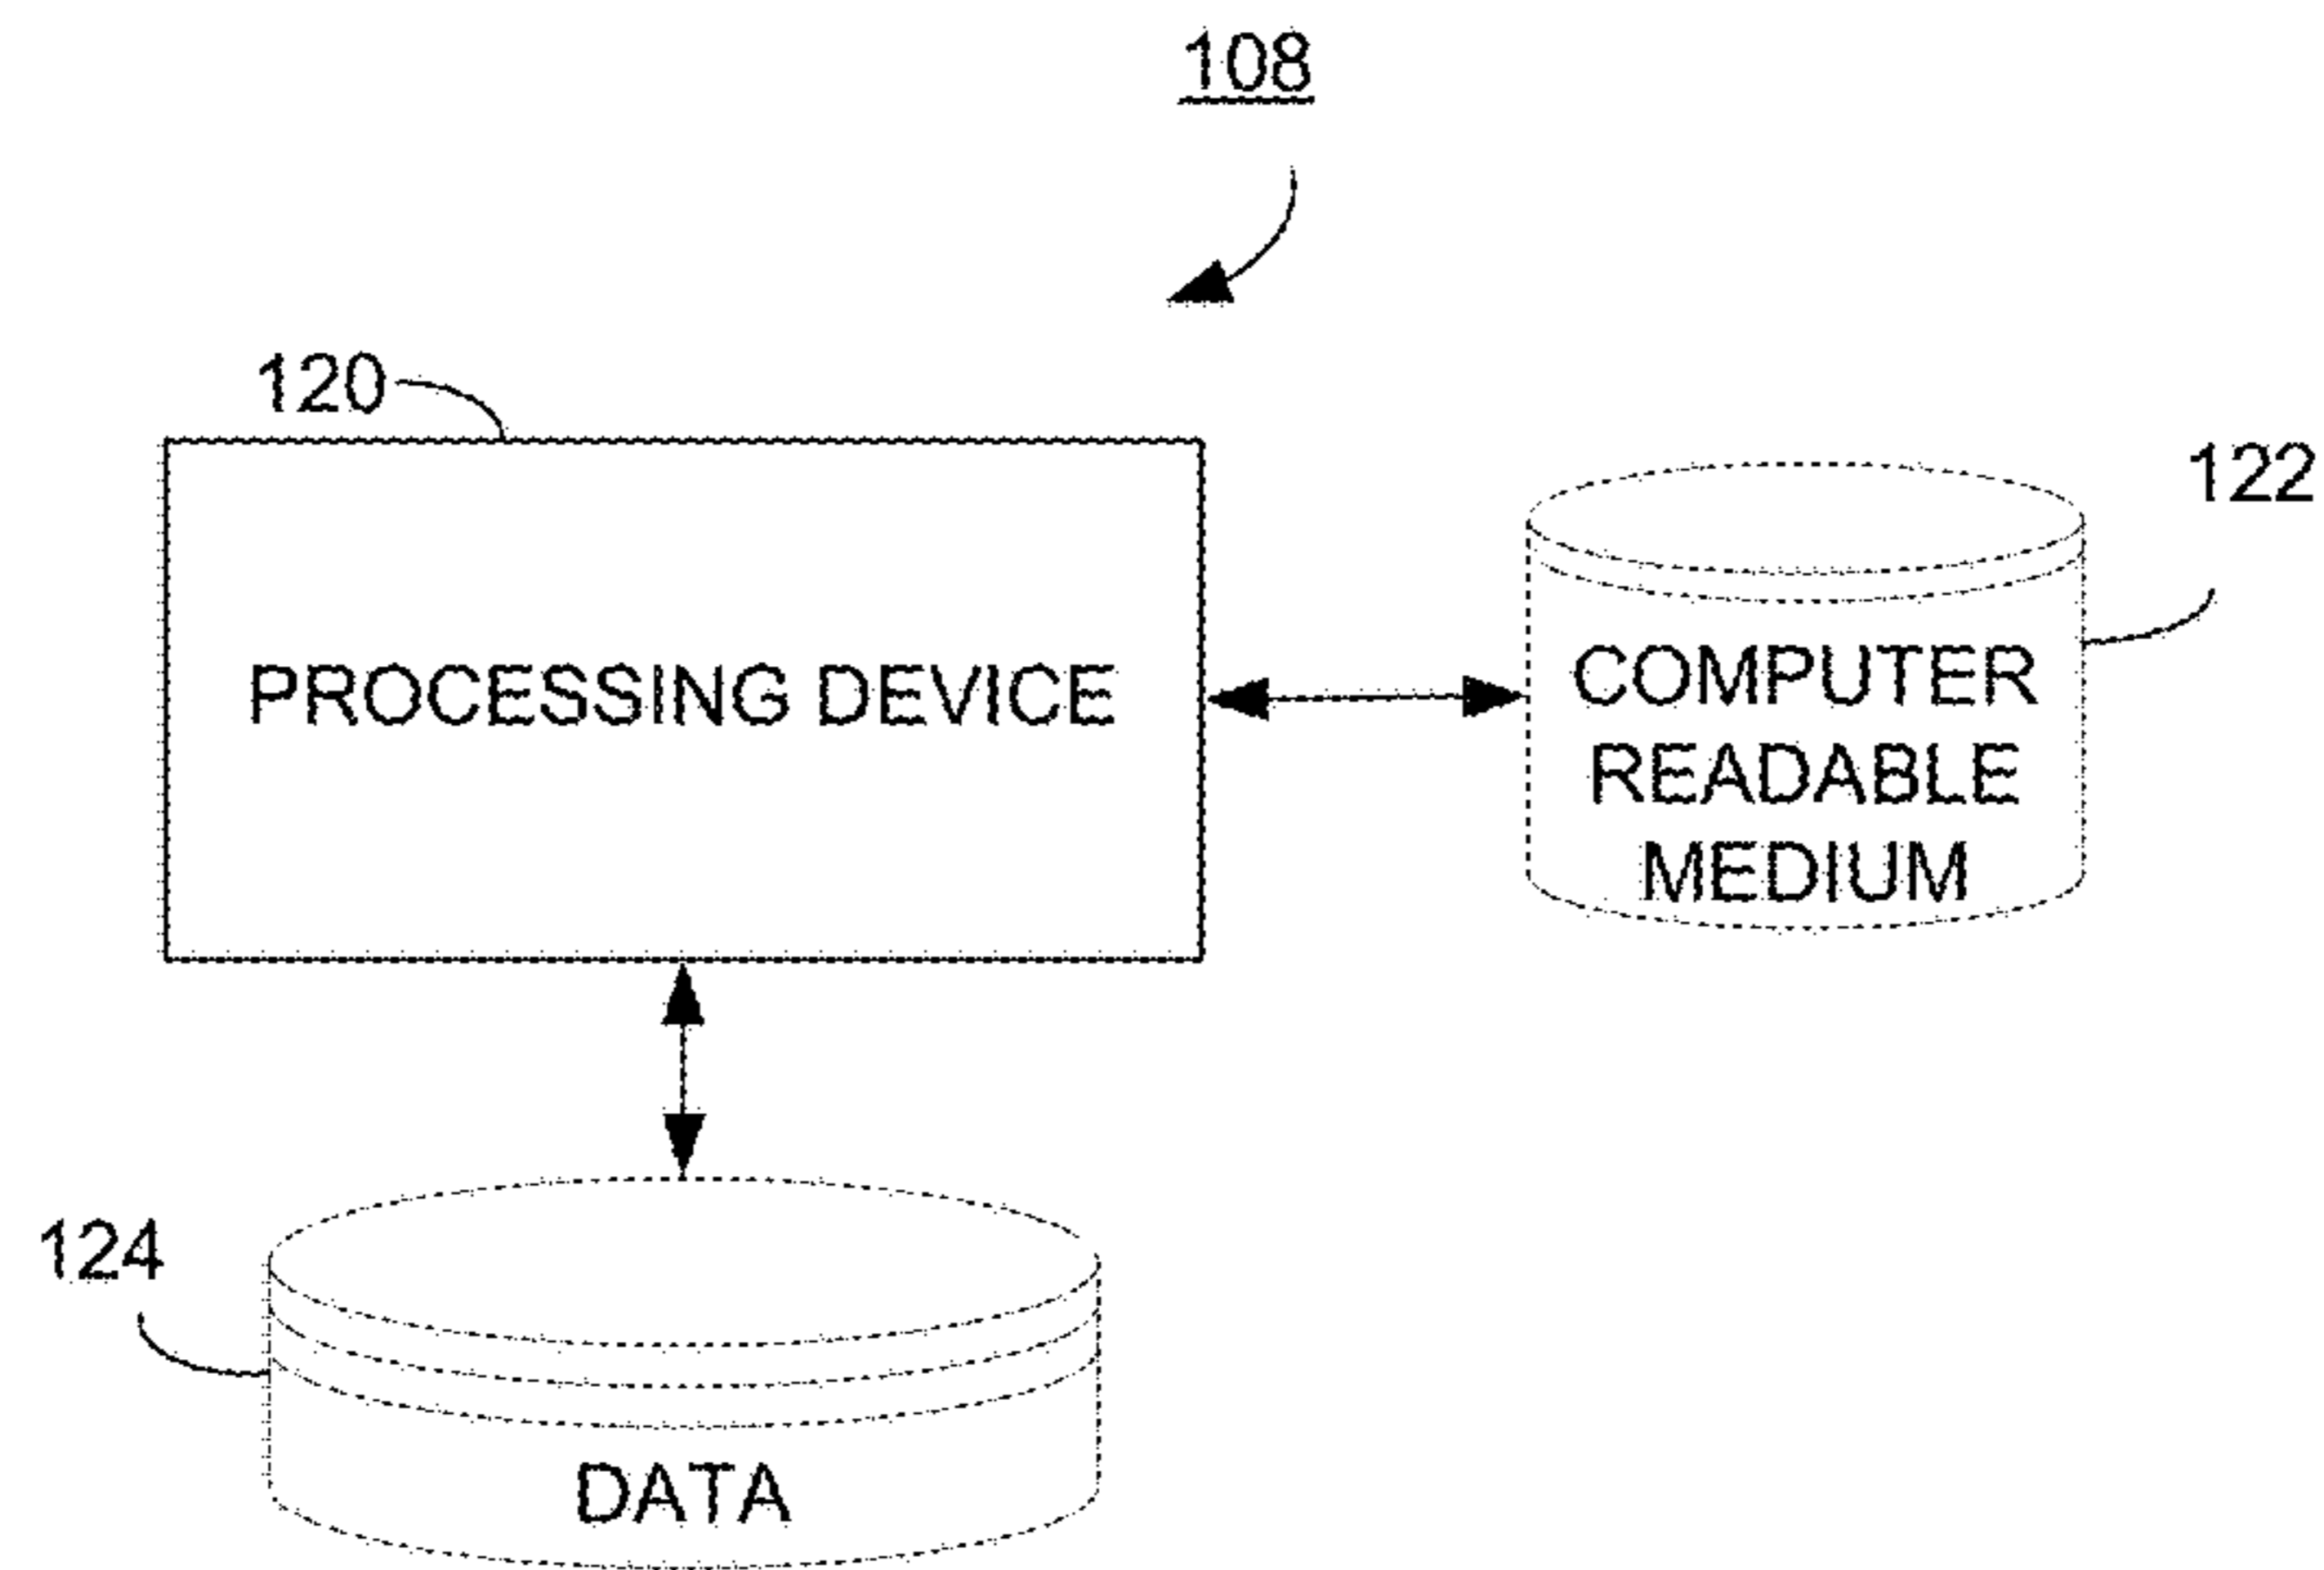 108
120
122
PROCESSING DEVICE
COMPUTER
READABLE
MEDIUM
124
DATA